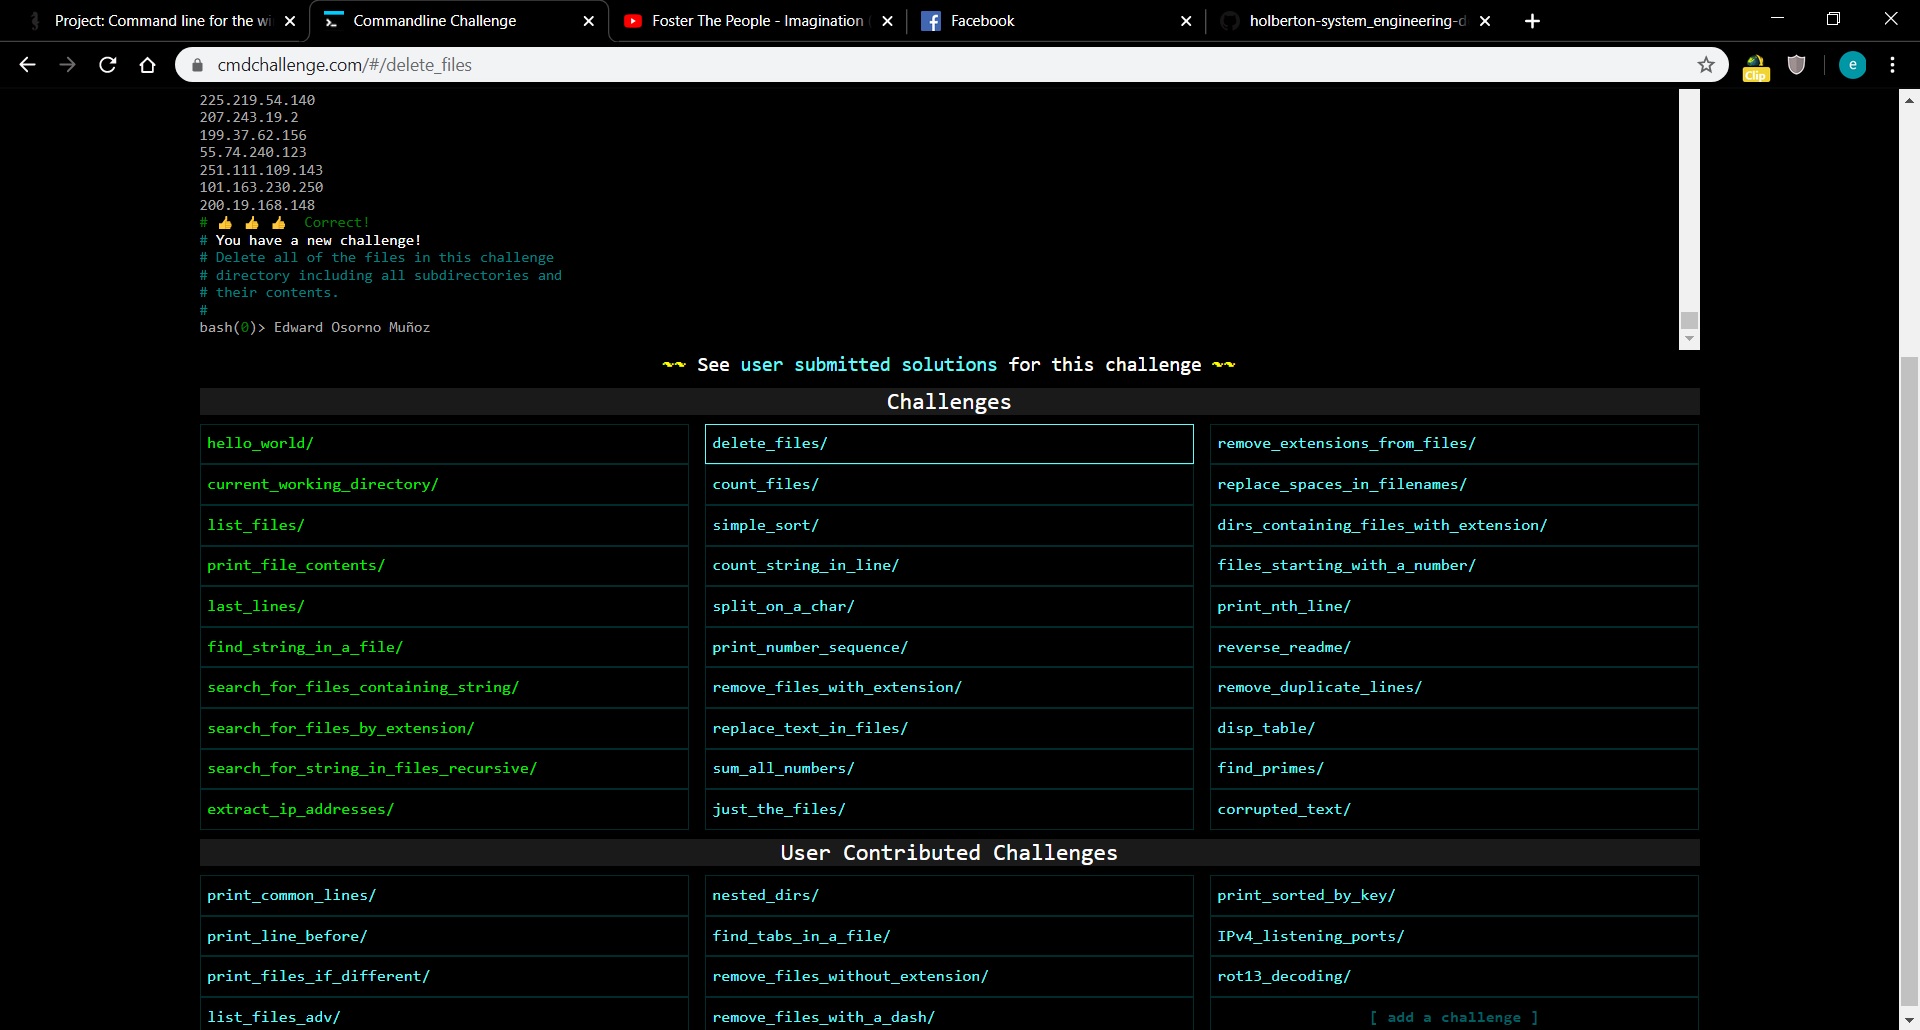 Project: Command line for the wi
Commandline Challenge
Foster The People - Imagination
Facebook
holberton-system_engineering-d
cmdchallenge.com/#/delete_files
Clip
e
225.219.54.140
207.243.19.2
199.37.62.156
55.74.240.123
251.111.109.143
101.163.230.250
200.19.168.148
# 👍 👍 👍 Correct!
# You have a new challenge!
# Delete all of the files in this challenge
# directory including all subdirectories and
# their contents.
#
bash(0)> Edward Osorno Muñoz
~~ See user submitted solutions for this challenge ~~
Challenges
hello_world/
current_working_directory/
list_files/
print_file_contents/
last_lines/
find_string_in_a_file/
search_for_files_containing_string/
search_for_files_by_extension/
search_for_string_in_files_recursive/
extract_ip_addresses/
delete_files/
count_files/
simple_sort/
count_string_in_line/
split_on_a_char/
print_number_sequence/
remove_files_with_extension/
replace_text_in_files/
sum_all_numbers/
just_the_files/
remove_extensions_from_files/
replace_spaces_in_filenames/
dirs_containing_files_with_extension/
files_starting_with_a_number/
print_nth_line/
reverse_readme/
remove_duplicate_lines/
disp_table/
find_primes/
corrupted_text/
User Contributed Challenges
print_common_lines/
print_line_before/
print_files_if_different/
list_files_adv/
nested_dirs/
find_tabs_in_a_file/
remove_files_without_extension/
remove_files_with_a_dash/
print_sorted_by_key/
IPv4_listening_ports/
rot13_decoding/
[ add a challenge ]